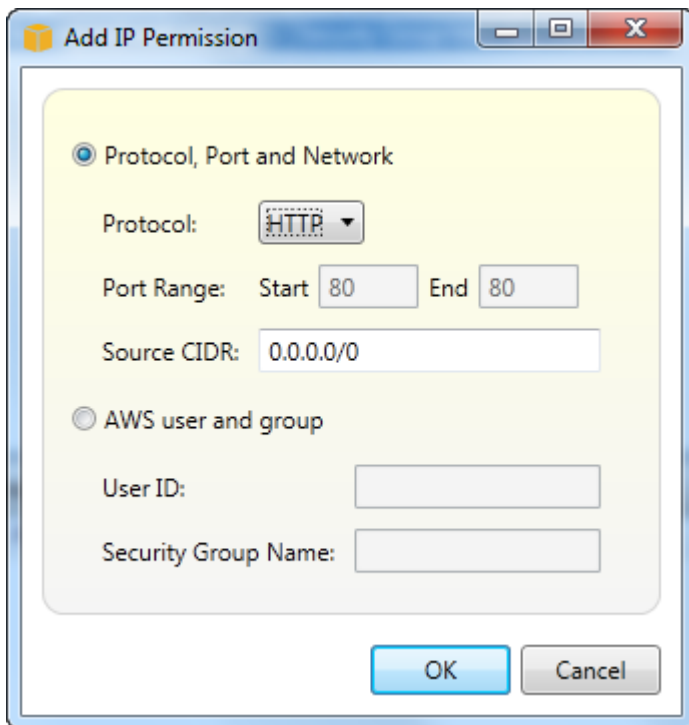 Add IP Permission
Protocol, Port and Network
Protocol: HTTP
Port Range: Start 80 End 80
Source CIDR: 0.0.0.0/0
AWS user and group
User ID:
Security Group Name:
OK Cancel